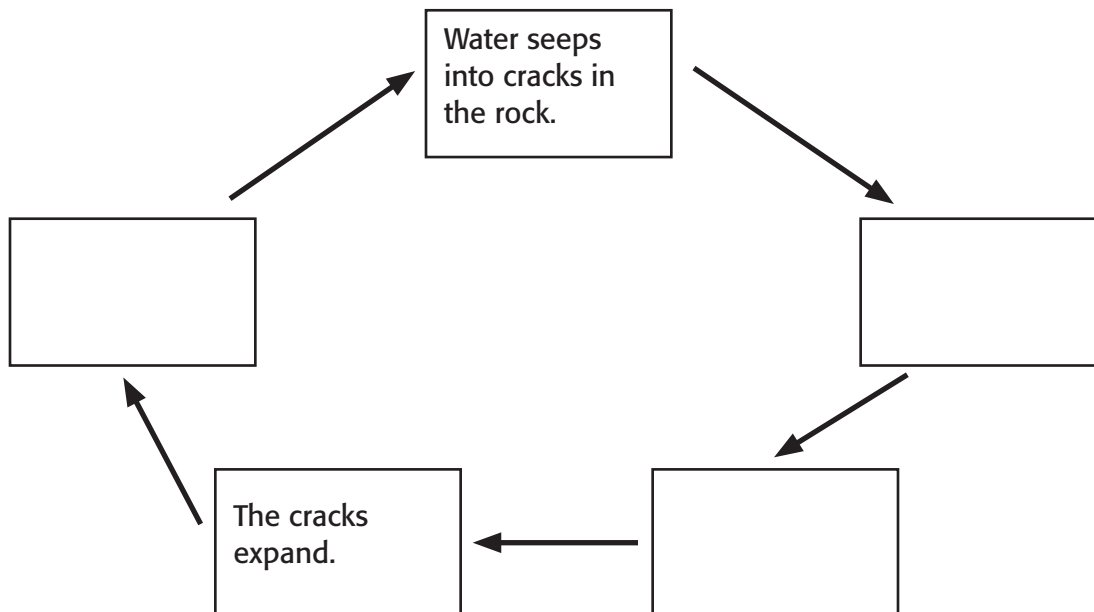 Water seeps
into cracks in
the rock.
The cracks
expand.